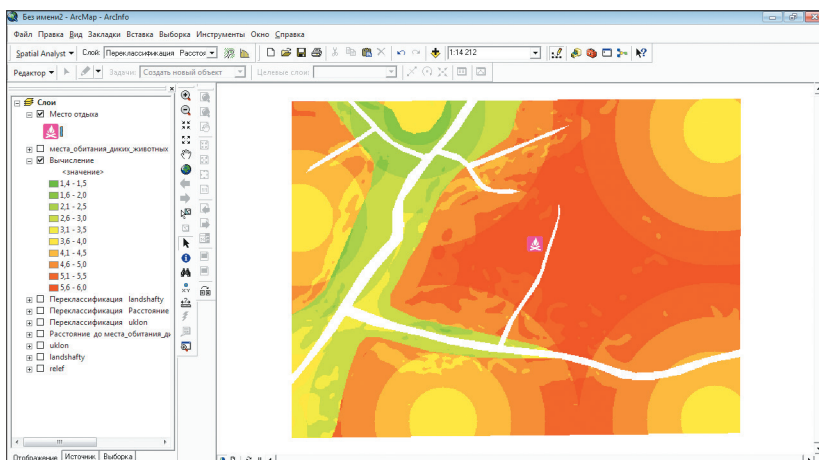 Без имени2 - ArcMap - ArcInfo
Файл Правка Вид Закладки Вставка Выборка Инструменты Окно Справка
Spatial Analyst Слой: Переклассификация Расстоя 1:14 212
Редактор Задача: Создать новый объект Целевые слои:
Слои
Место отдыха
места_обитания_диких_животных
Вычисление
<значение>
1,4 - 1,5
1,6 - 2,0
2,1 - 2,5
2,6 - 3,0
3,1 - 3,5
3,6 - 4,0
4,1 - 4,5
4,6 - 5,0
5,1 - 5,5
5,6 - 6,0
Переклассификация landshafty
Переклассификация Расстояние
Переклассификация uklon
Расстояние до места_обитания_ди
uklon
landshafty
relef
Отображение Источник Выборка